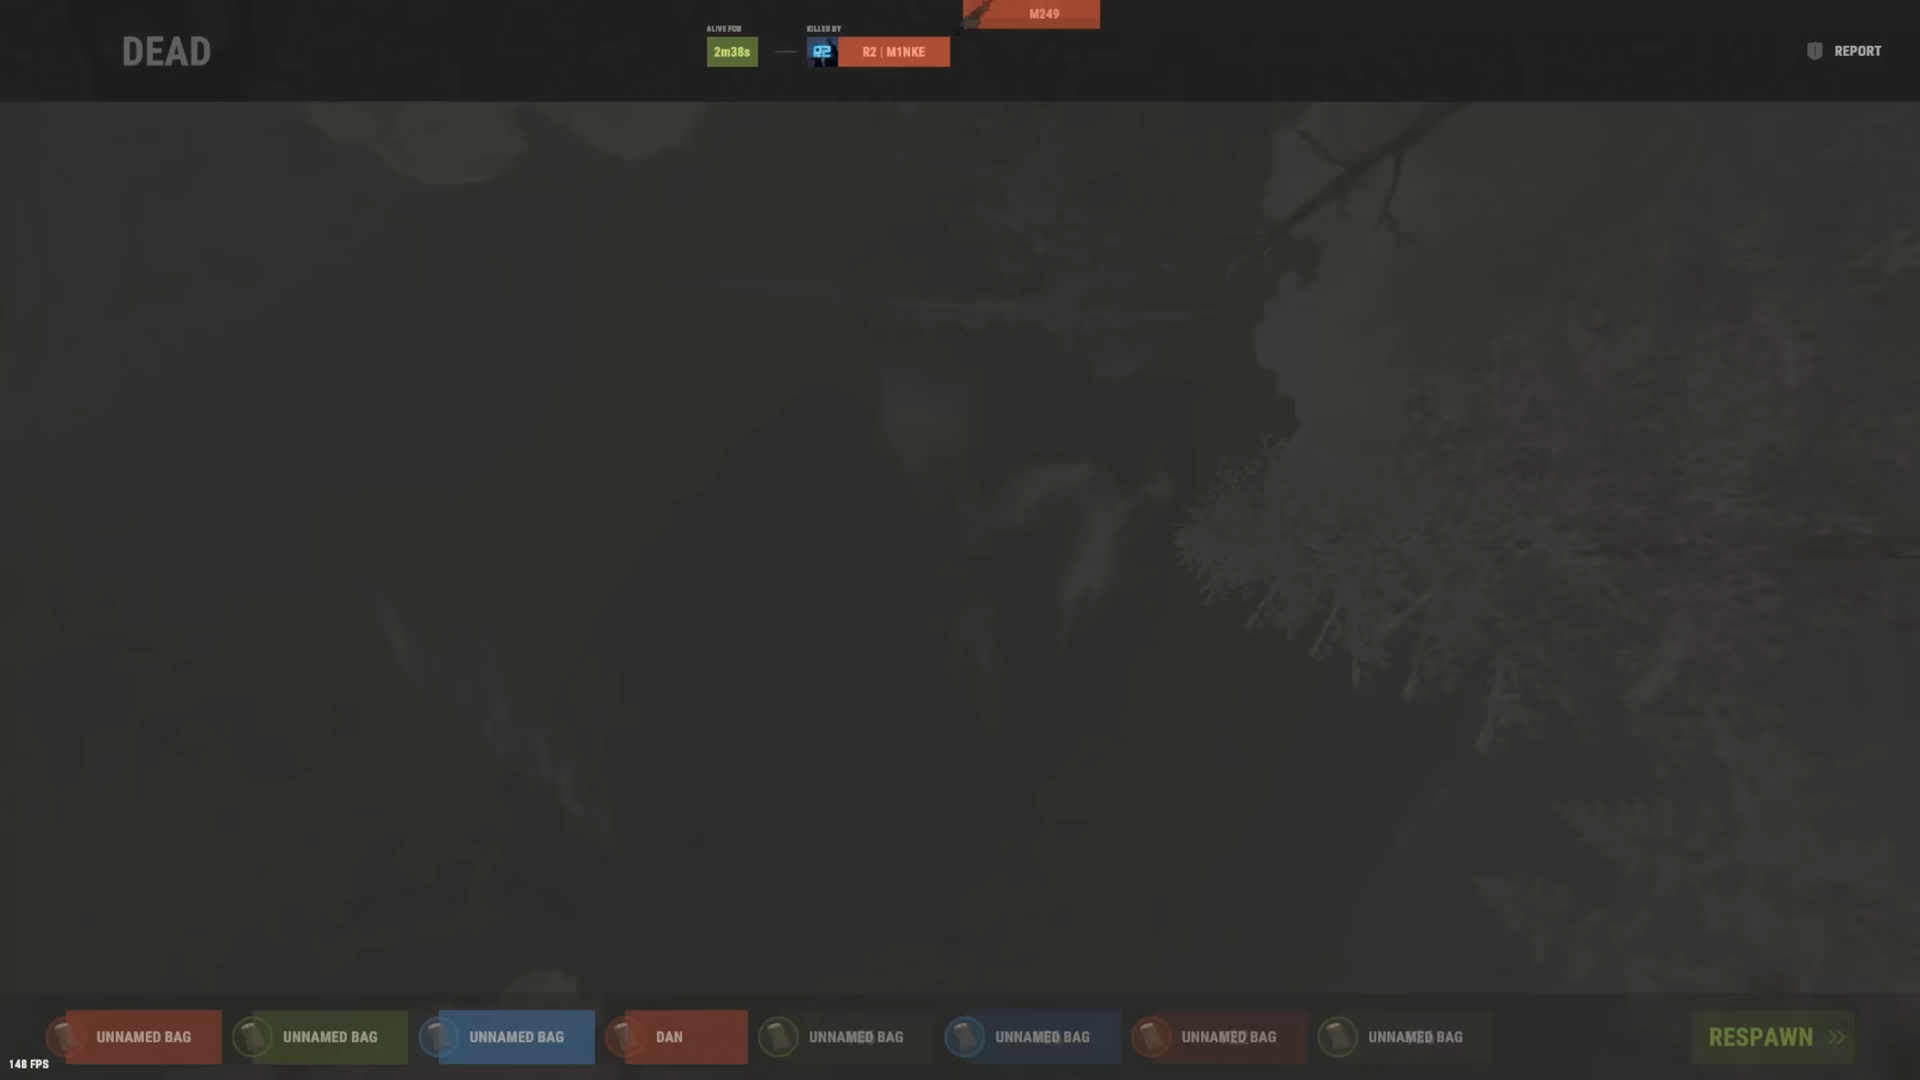 M249
ALIVE FOR
KILLED BY
DEAD
2m38s
R2
R2 | M1NKE
REPORT
UNNAMED BAG
UNNAMED BAG
UNNAMED BAG
DAN
UNNAMED BAG
UNNAMED BAG
UNNAMED BAG
UNNAMED BAG
RESPAWN
148 FPS